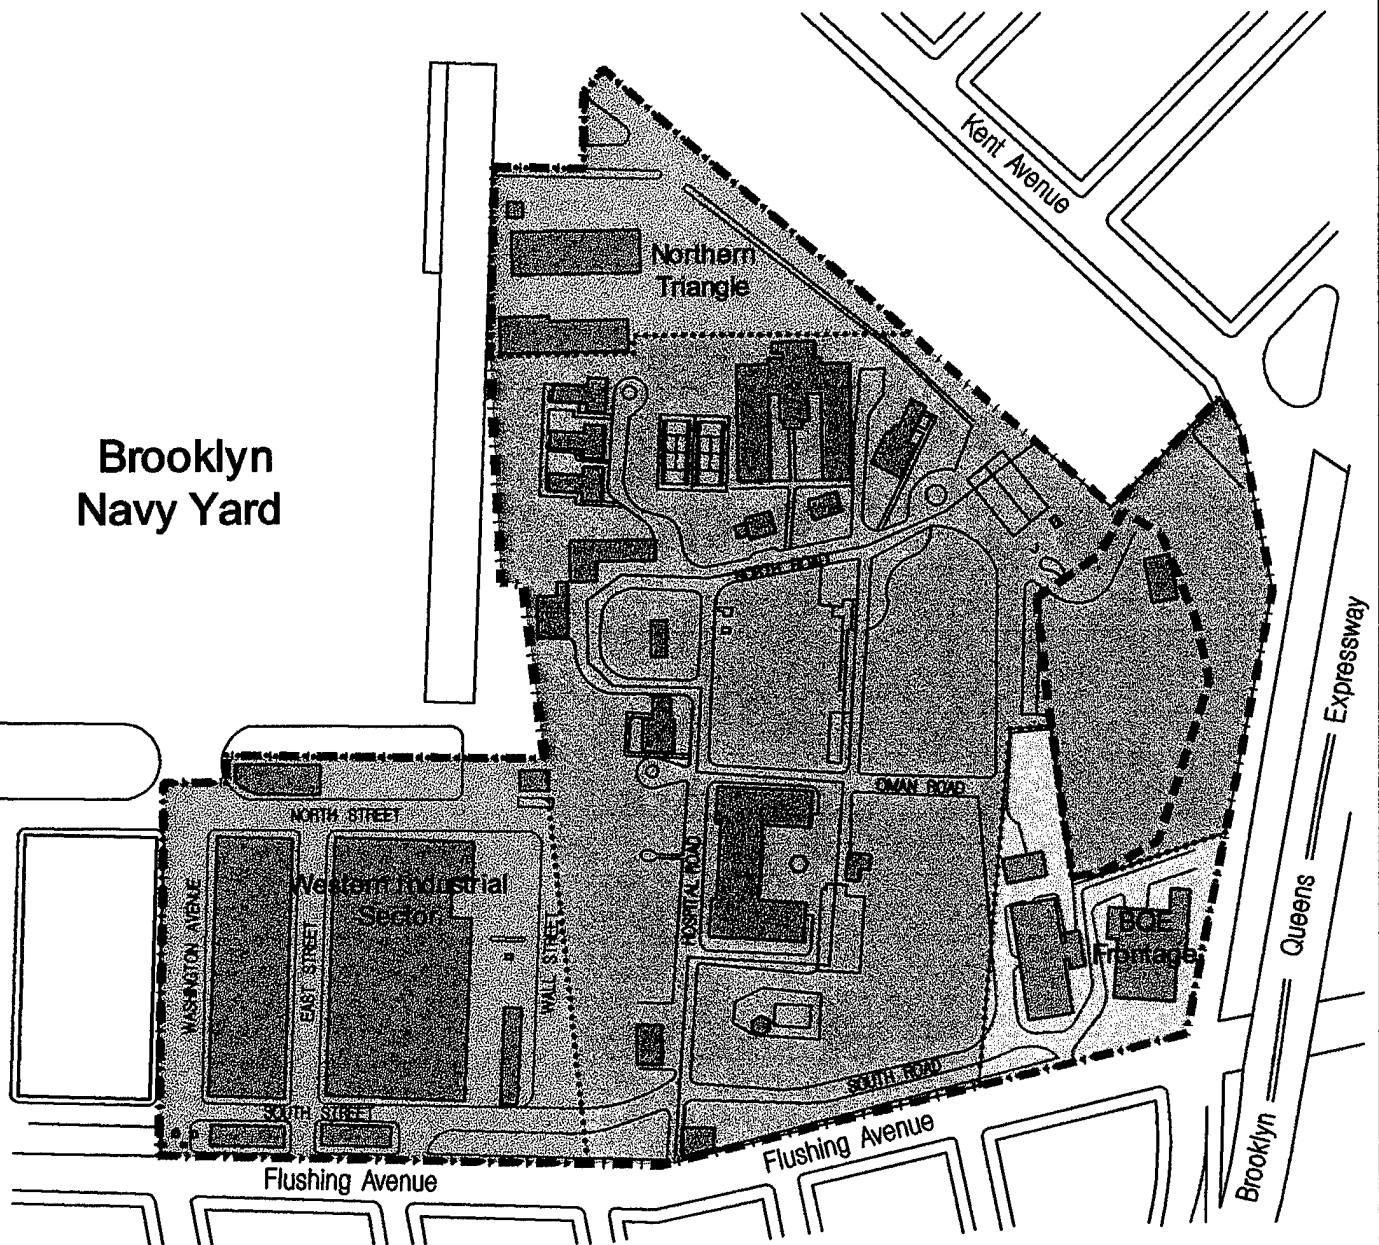 Kent Avenue
Northern
Triangle
Brooklyn
Navy Yard
NORTH ROAD
Expressway
OMAN ROAD
NORTH STREET
Western Industrial
Sector
WASHINGTON AVENUE
EAST STREET
WALL STREET
HOSPITAL ROAD
BQE
Frontage
Queens
SOUTH ROAD
SOUTH STREET
Flushing Avenue
Flushing Avenue
Brooklyn